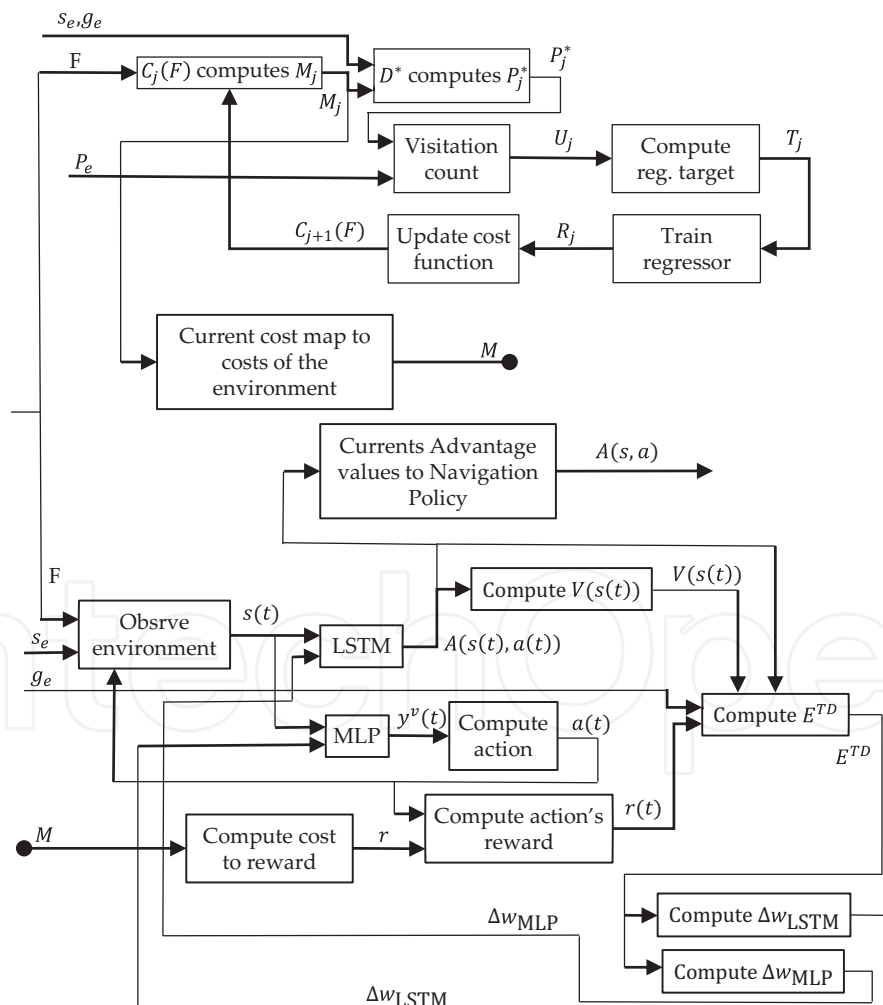 s_e, g_e
F
C_j(F) computes M_j
D* computes P_j*
P_j*
M_j
P_e
Visitation
count
U_j
Compute
reg. target
T_j
C_{j+1}(F)
Update cost
function
R_j
Train
regressor
Current cost map to
costs of the
environment
M
Currents Advantage
values to Navigation
Policy
A(s, a)
F
Obsrve
environment
s(t)
s_e
g_e
LSTM
A(s(t), a(t))
Compute V(s(t))
V(s(t))
MLP
y^v(t)
Compute
action
a(t)
Compute E^{TD}
E^{TD}
M
Compute cost
to reward
r
Compute action's
reward
r(t)
Δw_MLP
Compute Δw_LSTM
Compute Δw_MLP
Δw_LSTM
ntechOpe